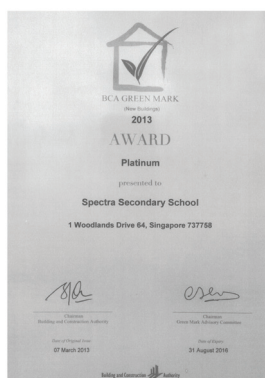 BCA GREEN MARK
(New Buildings)
2013
AWARD
Platinum
presented to
Spectra Secondary School
1 Woodlands Drive 64, Singapore 737758
Chairman
Building and Construction Authority
Chairman
Green Mark Advisory Committee
Date of Original Issue
07 March 2013
Date of Expiry
31 August 2016
Building and Construction Authority